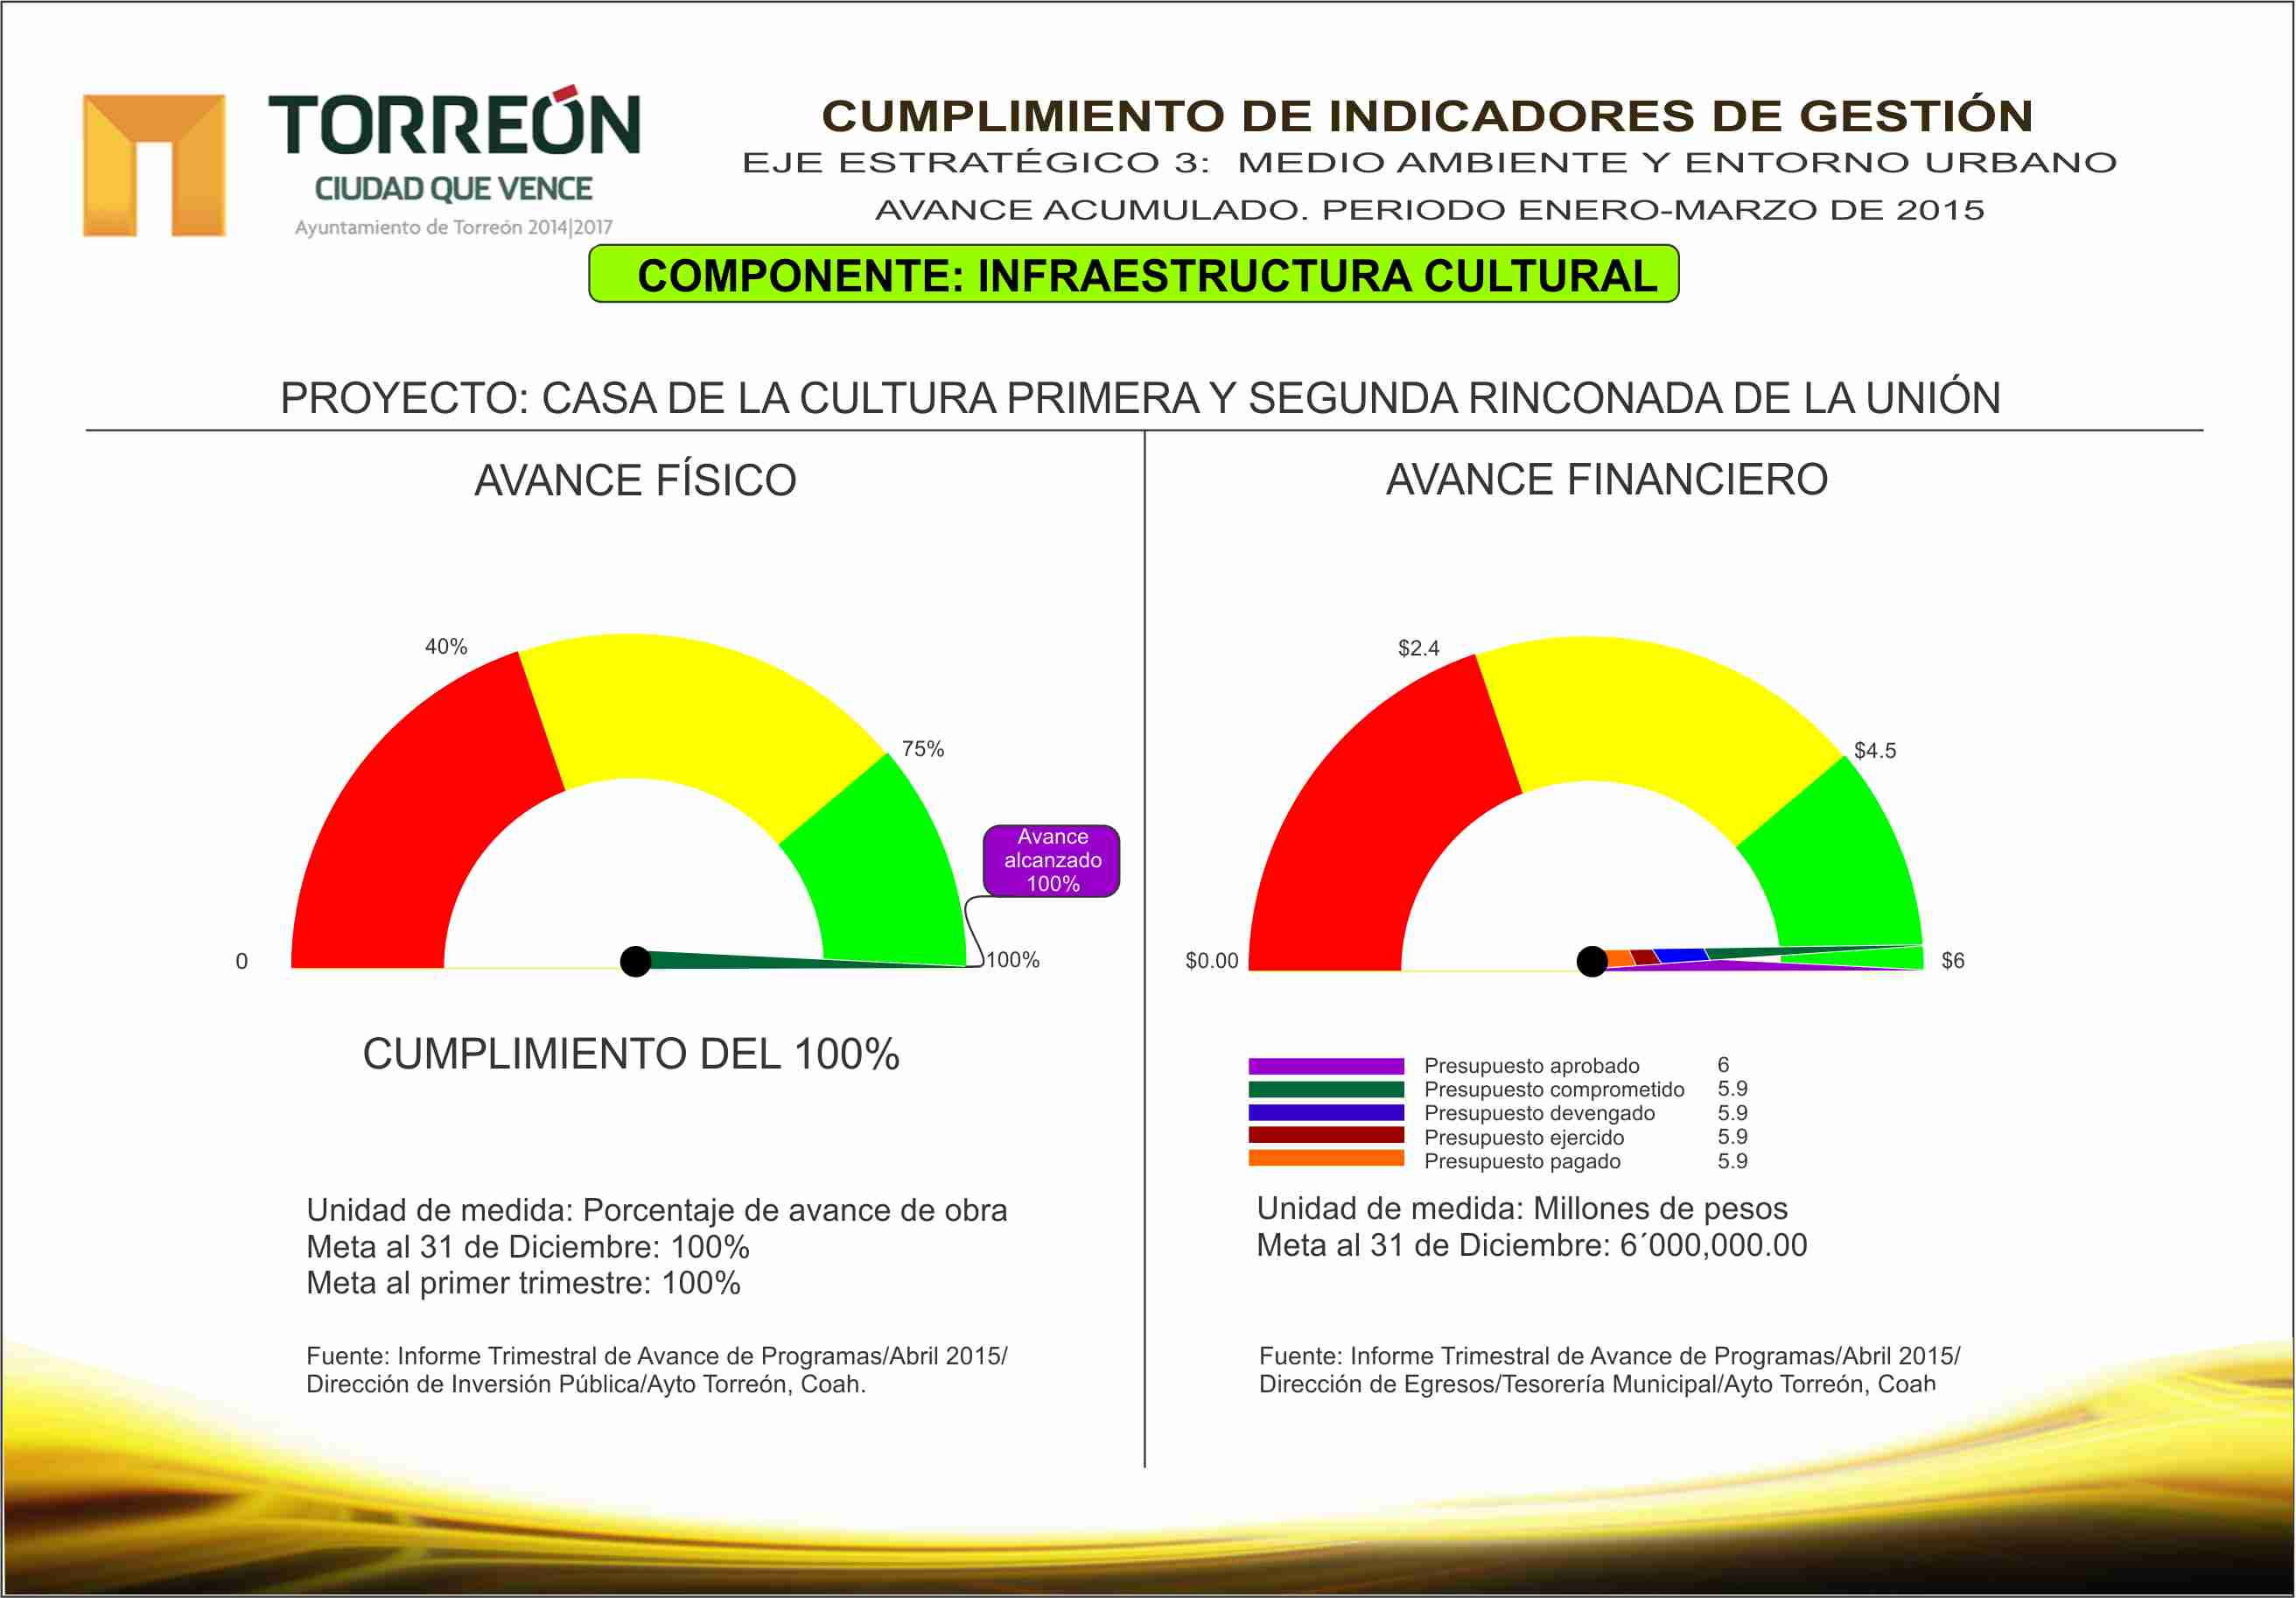 TORREÓN
CIUDAD QUE VENCE
Ayuntamiento de Torreón 2014|2017
CUMPLIMIENTO DE INDICADORES DE GESTIÓN
EJE ESTRATÉGICO 3: MEDIO AMBIENTE Y ENTORNO URBANO
AVANCE ACUMULADO. PERIODO ENERO-MARZO DE 2015
COMPONENTE: INFRAESTRUCTURA CULTURAL
PROYECTO: CASA DE LA CULTURA PRIMERA Y SEGUNDA RINCONADA DE LA UNIÓN
AVANCE FÍSICO
40%
75%
Avance
alcanzado
100%
0
100%
CUMPLIMIENTO DEL 100%
Unidad de medida: Porcentaje de avance de obra
Meta al 31 de Diciembre: 100%
Meta al primer trimestre: 100%
Fuente: Informe Trimestral de Avance de Programas/Abril 2015/
Dirección de Inversión Pública/Ayto Torreón, Coah.
AVANCE FINANCIERO
$2.4
$4.5
$0.00
$6
Presupuesto aprobado 6
Presupuesto comprometido 5.9
Presupuesto devengado 5.9
Presupuesto ejercido 5.9
Presupuesto pagado 5.9
Unidad de medida: Millones de pesos
Meta al 31 de Diciembre: 6´000,000.00
Fuente: Informe Trimestral de Avance de Programas/Abril 2015/
Dirección de Egresos/Tesorería Municipal/Ayto Torreón, Coah